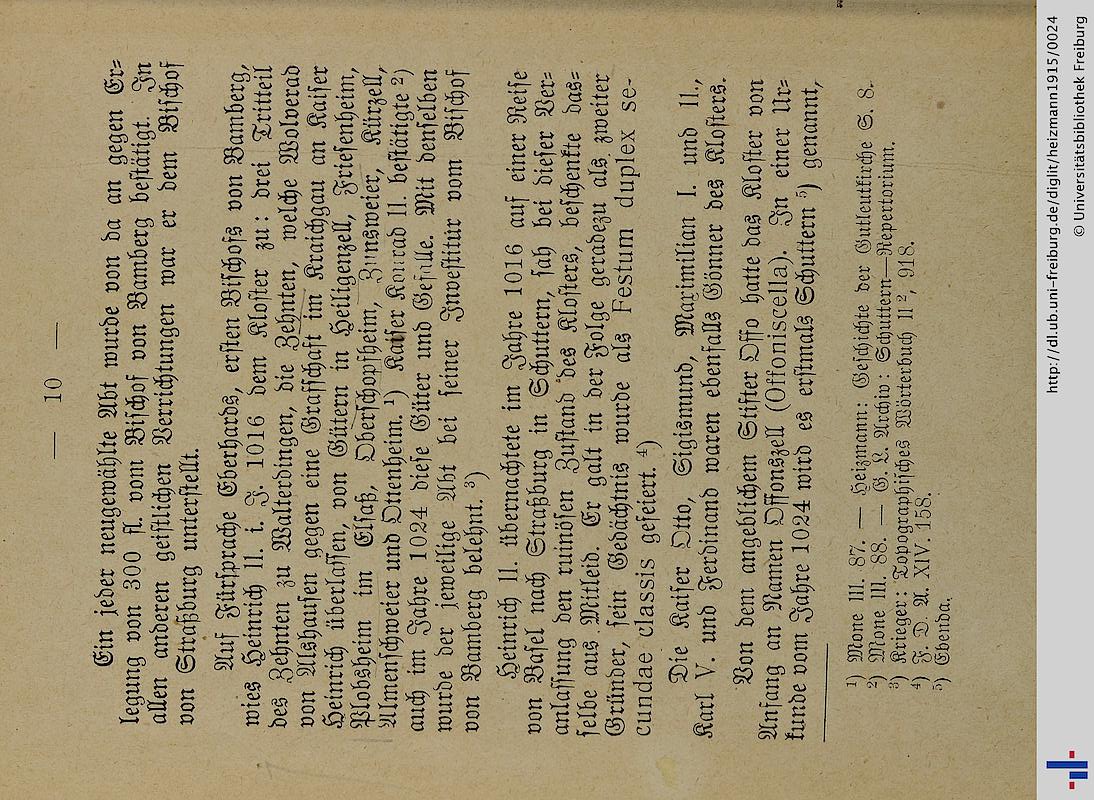 — 10 —
Ein jeder neugewählte Abt wurde von da an gegen Er-
legung von 300 fl. vom Bischof von Bamberg bestätigt. In
allen anderen geistlichen Verrichtungen war er dem Bischof
von Straßburg unterstellt.
Auf Fürsprache Eberhards, ersten Bischofs von Bamberg,
wies Heinrich II. i. J. 1016 dem Kloster zu: drei Dritteil
des Zehnten zu Walterdingen, die Zehnten, welche Wolverad
von Alshausen gegen eine Grafschaft im Kraichgau an Kaiser
Heinrich überlassen, von Gütern in Heiligenzell, Friesenheim,
Plobsheim im Elsaß, Oberschopfheim, Zunsweier, Kürzell,
Almenschweier und Ottenheim.¹) Kaiser Konrad II. bestätigte ²)
auch im Jahre 1024 diese Güter und Gefälle. Mit denselben
wurde der jeweilige Abt bei seiner Investitur vom Bischof
von Bamberg belehnt. ³)
Heinrich II. übernachtete im Jahre 1016 auf einer Reise
von Basel nach Straßburg in Schuttern, sah bei dieser Ver-
anlassung den ruinösen Zustand des Klosters, beschenkte das-
selbe aus Mitleid. Er galt in der Folge geradezu als zweiter
Gründer, sein Gedächtnis wurde als Festum duplex se-
cundae classis gefeiert. ⁴)
Die Kaiser Otto, Sigismund, Maximilian I. und II.,
Karl V. und Ferdinand waren ebenfalls Gönner des Klosters.
Von dem angeblichem Stifter Offo hatte das Kloster von
Anfang an Namen Offonszell (Offoniscella). In einer Ur-
kunde vom Jahre 1024 wird es erstmals Schuttern ⁵) genannt,
¹) Mone III. 87. — Heizmann: Geschichte der Gutleutkirche S. 8.
²) Mone III. 88. — G. L. Archiv: Schuttern—Repertorium.
³) Krieger: Topographisches Wörterbuch II², 918.
⁴) F. D. A. XIV. 158.
⁵) Ebenda.
http://dl.ub.uni-freiburg.de/diglit/heizmann1915/0024
© Universitätsbibliothek Freiburg